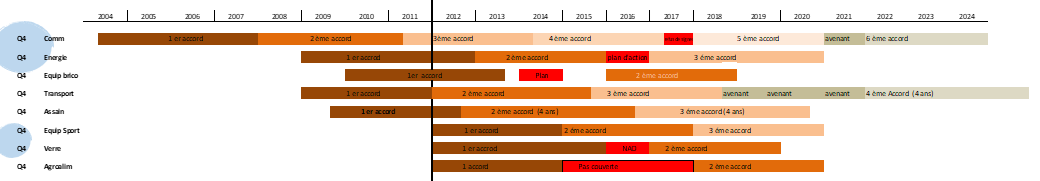 2004 2005 2006 2007 2008 2009 2010 2011 2012 2013 2014 2015 2016 2017 2018 2019 2020 2021 2022 2023 2024
Q4 Comm 1 er accord 2 ème accord 3ème accord 4 ème accord 5 ème accord avenant 6 ème accord
Q4 Energie 1 er accord 2 ème accord plan d'action 3 ème accord
Q4 Equip brico 1er accord Plan 2 ème accord
Q4 Transport 1 er accord 2 ème accord 3 ème accord avenant avenant avenant 4 ème Accord (4 ans)
Q4 Assain 1 er accord 2 ème accord (4 ans) 3 ème accord (4 ans)
Q4 Equip Sport 1 er accord 2 ème accord 3 ème accord
Q4 Verre 1 er accrod NAO 2 ème accord
Q4 Agroalim 1 accord Pas couverte 2 ème accord